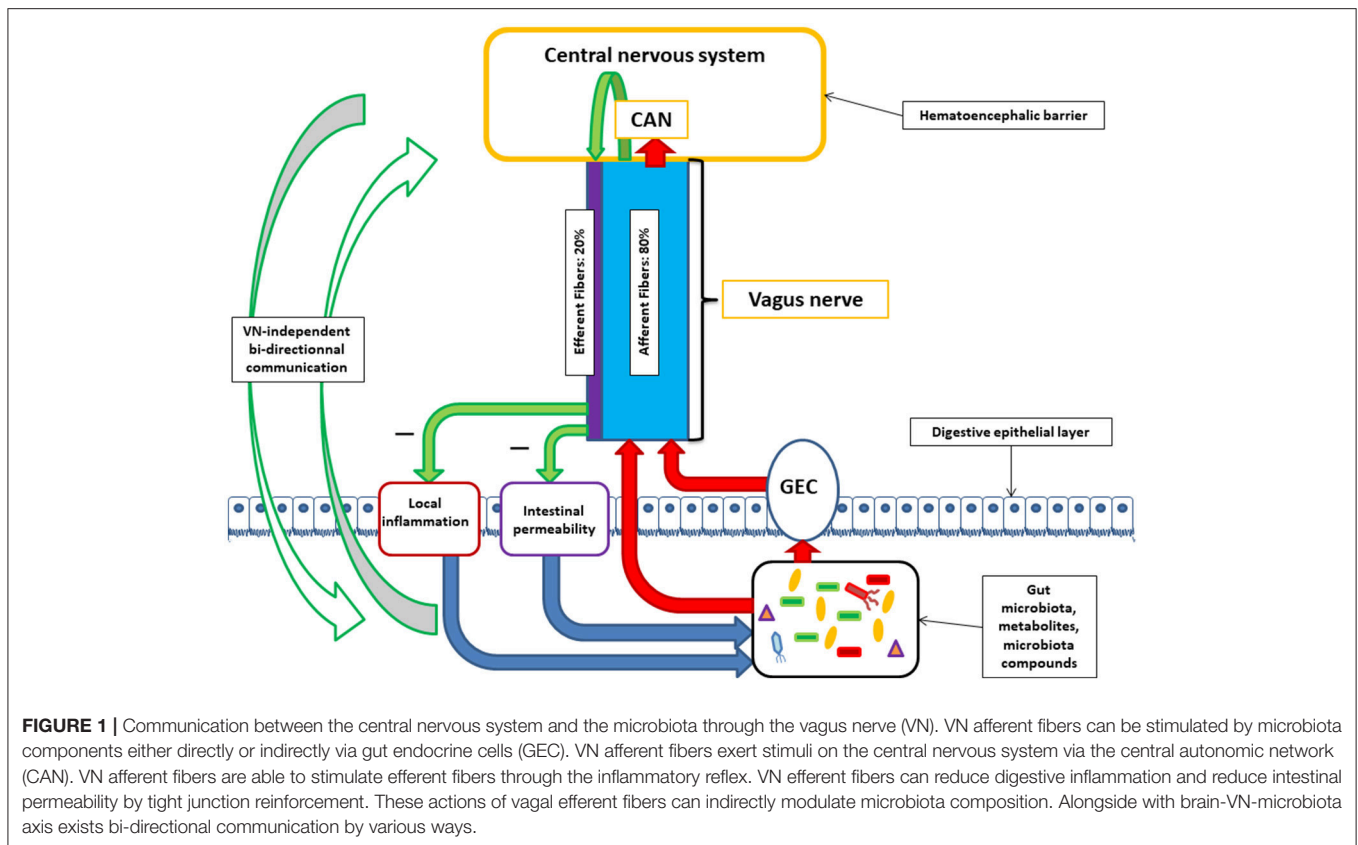 Central nervous system
CAN
Hematoencephalic barrier
Efferent Fibers: 20%
Afferent Fibers: 80%
Vagus nerve
VN-independent
bi-directionnal
communication
Digestive epithelial layer
–
–
GEC
Local
inflammation
Intestinal
permeability
Gut
microbiota,
metabolites,
microbiota
compounds
FIGURE 1 | Communication between the central nervous system and the microbiota through the vagus nerve (VN). VN afferent fibers can be stimulated by microbiota
components either directly or indirectly via gut endocrine cells (GEC). VN afferent fibers exert stimuli on the central nervous system via the central autonomic network
(CAN). VN afferent fibers are able to stimulate efferent fibers through the inflammatory reflex. VN efferent fibers can reduce digestive inflammation and reduce intestinal
permeability by tight junction reinforcement. These actions of vagal efferent fibers can indirectly modulate microbiota composition. Alongside with brain-VN-microbiota
axis exists bi-directional communication by various ways.